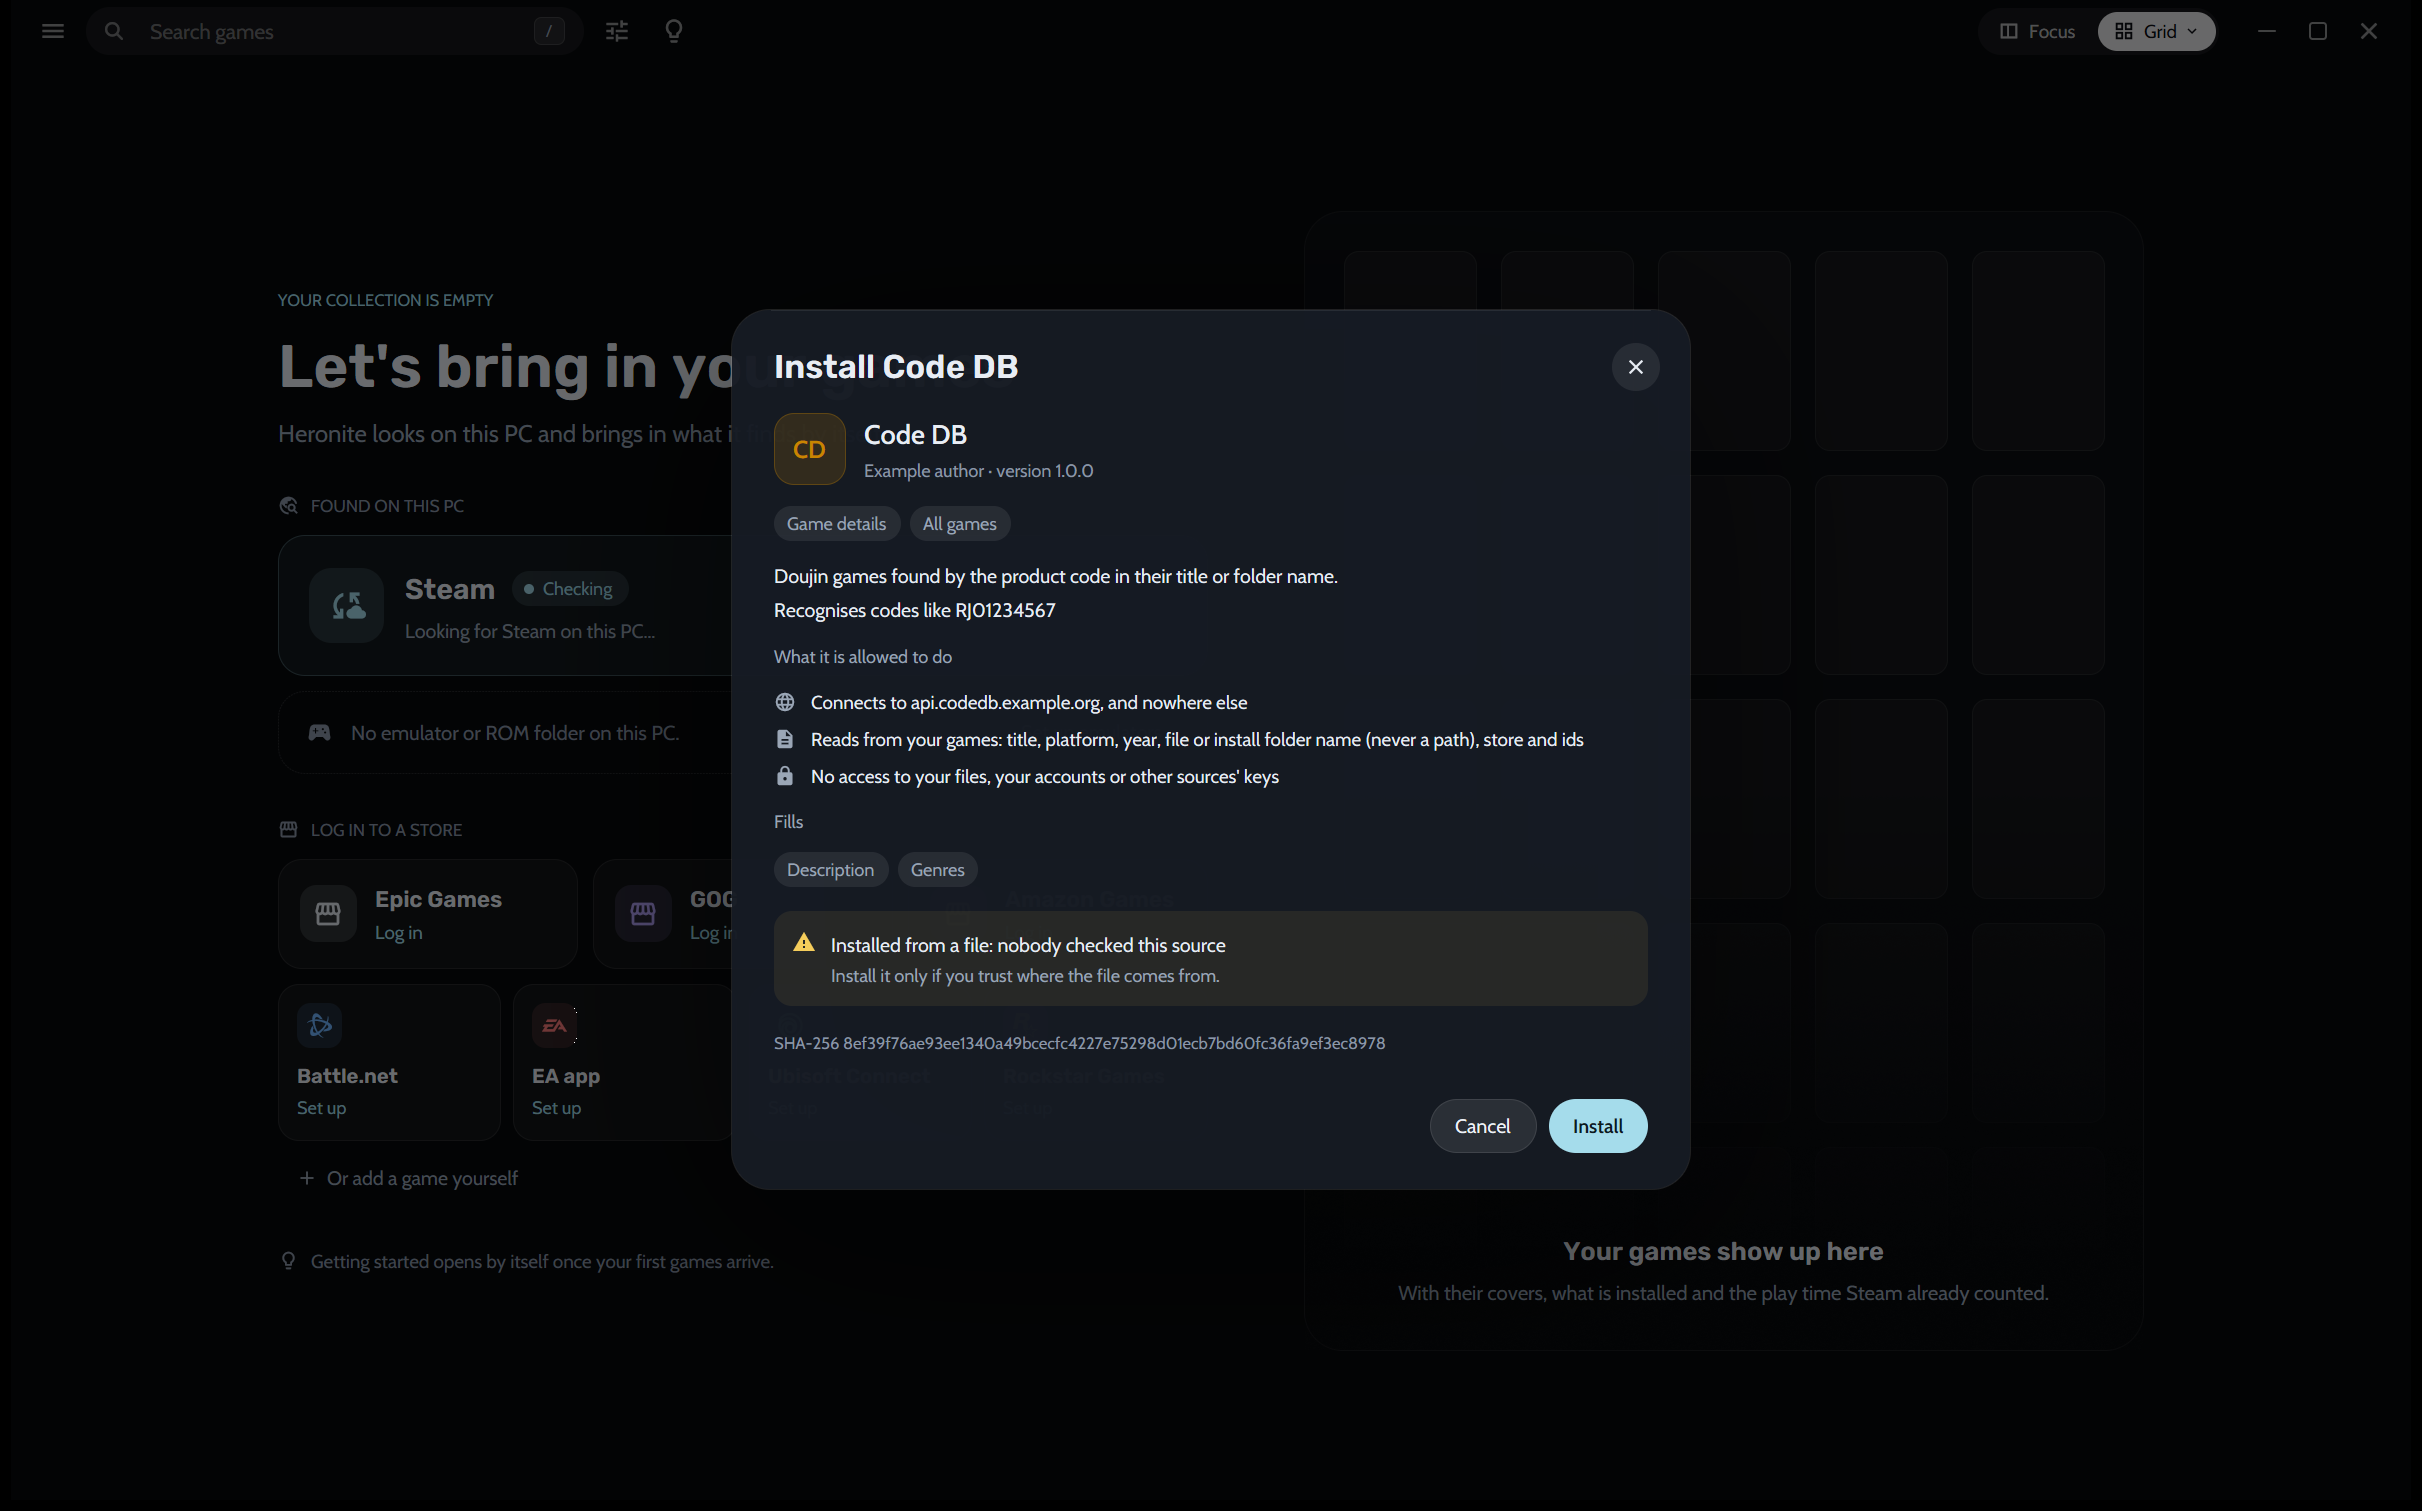 Search games
/
Focus
Grid
YOUR COLLECTION IS EMPTY
Let's bring in your
Heronite looks on this PC and brings in what it
FOUND ON THIS PC
Steam
Checking
Looking for Steam on this PC...
No emulator or ROM folder on this PC.
LOG IN TO A STORE
Epic Games
Log in
GOG
Log in
Amazon Games
Battle.net
Set up
EA app
Set up
Ubisoft Connect
Rockstar Games
Or add a game yourself
Getting started opens by itself once your first games arrive.
Install Code DB
CD
Code DB
Example author · version 1.0.0
Game details
All games
Doujin games found by the product code in their title or folder name.
Recognises codes like RJ01234567
What it is allowed to do
Connects to api.codedb.example.org, and nowhere else
Reads from your games: title, platform, year, file or install folder name (never a path), store and ids
No access to your files, your accounts or other sources' keys
Fills
Description
Genres
Installed from a file: nobody checked this source
Install it only if you trust where the file comes from.
SHA-256 8ef39f76ae93ee1340a49bcecfc4227e75298d01ecb7bd60fc36fa9ef3ec8978
Cancel
Install
Your games show up here
With their covers, what is installed and the play time Steam already counted.